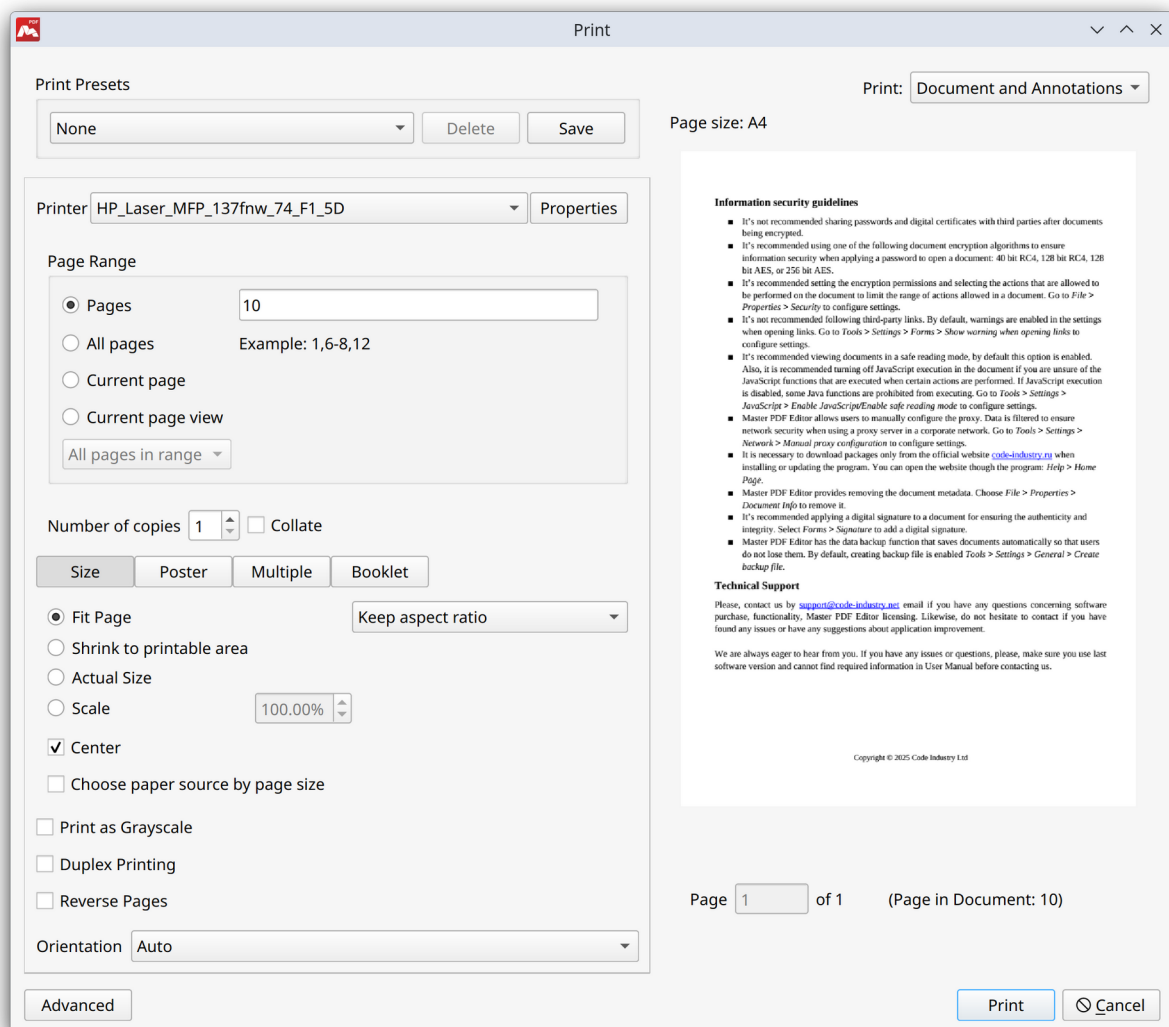 PDF
Print
Print Presets
None
Delete
Save
Print: Document and Annotations
Page size: A4
Printer HP_Laser_MFP_137fnw_74_F1_5D Properties
Page Range
Pages 10
All pages Example: 1,6-8,12
Current page
Current page view
All pages in range
Number of copies 1 Collate
Size Poster Multiple Booklet
Fit Page Keep aspect ratio
Shrink to printable area
Actual Size
Scale 100.00%
Center
Choose paper source by page size
Print as Grayscale
Duplex Printing
Reverse Pages
Orientation Auto
Advanced
Information security guidelines
■ It's not recommended sharing passwords and digital certificates with third parties after documents
being encrypted.
■ It's recommended using one of the following document encryption algorithms to ensure
information security when applying a password to open a document: 40 bit RC4, 128 bit RC4, 128
bit AES, or 256 bit AES.
■ It's recommended setting the encryption permissions and selecting the actions that are allowed to
be performed on the document to limit the range of actions allowed in a document. Go to File >
Properties > Security to configure settings.
■ It's not recommended following third-party links. By default, warnings are enabled in the settings
when opening links. Go to Tools > Settings > Forms > Show warning when opening links to
configure settings.
■ It's recommended viewing documents in a safe reading mode, by default this option is enabled.
Also, it is recommended turning off JavaScript execution in the document if you are unsure of the
JavaScript functions that are executed when certain actions are performed. If JavaScript execution
is disabled, some Java functions are prohibited from executing. Go to Tools > Settings >
JavaScript > Enable JavaScript/Enable safe reading mode to configure settings.
■ Master PDF Editor allows users to manually configure the proxy. Data is filtered to ensure
network security when using a proxy server in a corporate network. Go to Tools > Settings >
Network > Manual proxy configuration to configure settings.
■ It is necessary to download packages only from the official website code-industry.ru when
installing or updating the program. You can open the website though the program: Help > Home
Page.
■ Master PDF Editor provides removing the document metadata. Choose File > Properties >
Document Info to remove it.
■ It's recommended applying a digital signature to a document for ensuring the authenticity and
integrity. Select Forms > Signature to add a digital signature.
■ Master PDF Editor has the data backup function that saves documents automatically so that users
do not lose them. By default, creating backup file is enabled Tools > Settings > General > Create
backup file.
Technical Support
Please, contact us by support@code-industry.net email if you have any questions concerning software
purchase, functionality, Master PDF Editor licensing. Likewise, do not hesitate to contact if you have
found any issues or have any suggestions about application improvement.
We are always eager to hear from you. If you have any issues or questions, please, make sure you use last
software version and cannot find required information in User Manual before contacting us.
Copyright © 2025 Code Industry Ltd
Page 1 of 1 (Page in Document: 10)
Print
Cancel